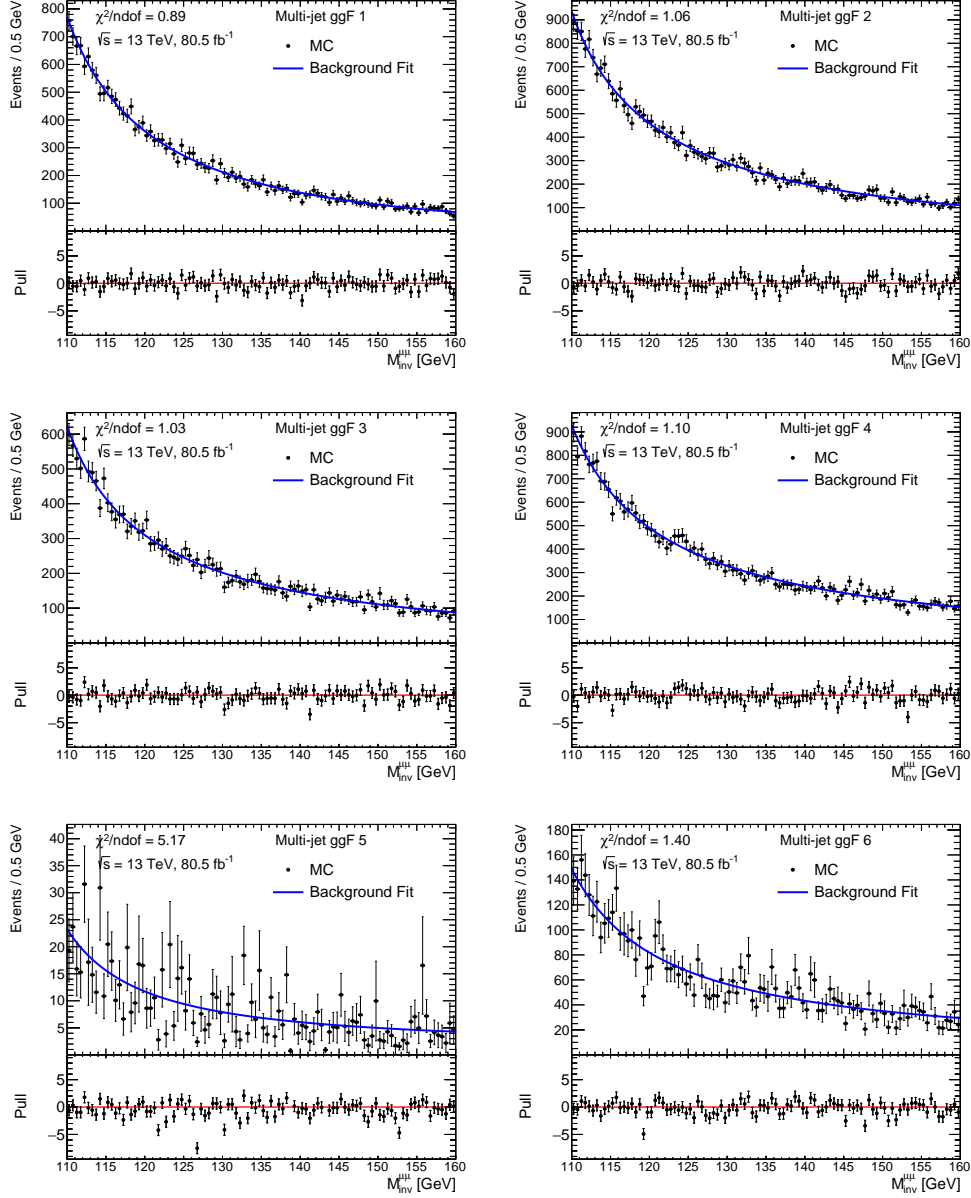 χ²/ndof = 0.89 Multi-jet ggF 1
√s = 13 TeV, 80.5 fb⁻¹
MC
Background Fit
Events / 0.5 GeV
800
700
600
500
400
300
200
100
Pull
5
0
−5
110 115 120 125 130 135 140 145 150 155 160
M^μμ_inv [GeV]
χ²/ndof = 1.06 Multi-jet ggF 2
√s = 13 TeV, 80.5 fb⁻¹
MC
Background Fit
Events / 0.5 GeV
900
800
700
600
500
400
300
200
100
Pull
5
0
−5
110 115 120 125 130 135 140 145 150 155 160
M^μμ_inv [GeV]
χ²/ndof = 1.03 Multi-jet ggF 3
√s = 13 TeV, 80.5 fb⁻¹
MC
Background Fit
Events / 0.5 GeV
600
500
400
300
200
100
Pull
5
0
−5
110 115 120 125 130 135 140 145 150 155 160
M^μμ_inv [GeV]
χ²/ndof = 1.10 Multi-jet ggF 4
√s = 13 TeV, 80.5 fb⁻¹
MC
Background Fit
Events / 0.5 GeV
900
800
700
600
500
400
300
200
100
Pull
5
0
−5
110 115 120 125 130 135 140 145 150 155 160
M^μμ_inv [GeV]
χ²/ndof = 5.17 Multi-jet ggF 5
√s = 13 TeV, 80.5 fb⁻¹
MC
Background Fit
Events / 0.5 GeV
40
35
30
25
20
15
10
5
Pull
5
0
−5
110 115 120 125 130 135 140 145 150 155 160
M^μμ_inv [GeV]
χ²/ndof = 1.40 Multi-jet ggF 6
√s = 13 TeV, 80.5 fb⁻¹
MC
Background Fit
Events / 0.5 GeV
180
160
140
120
100
80
60
40
20
Pull
5
0
−5
110 115 120 125 130 135 140 145 150 155 160
M^μμ_inv [GeV]